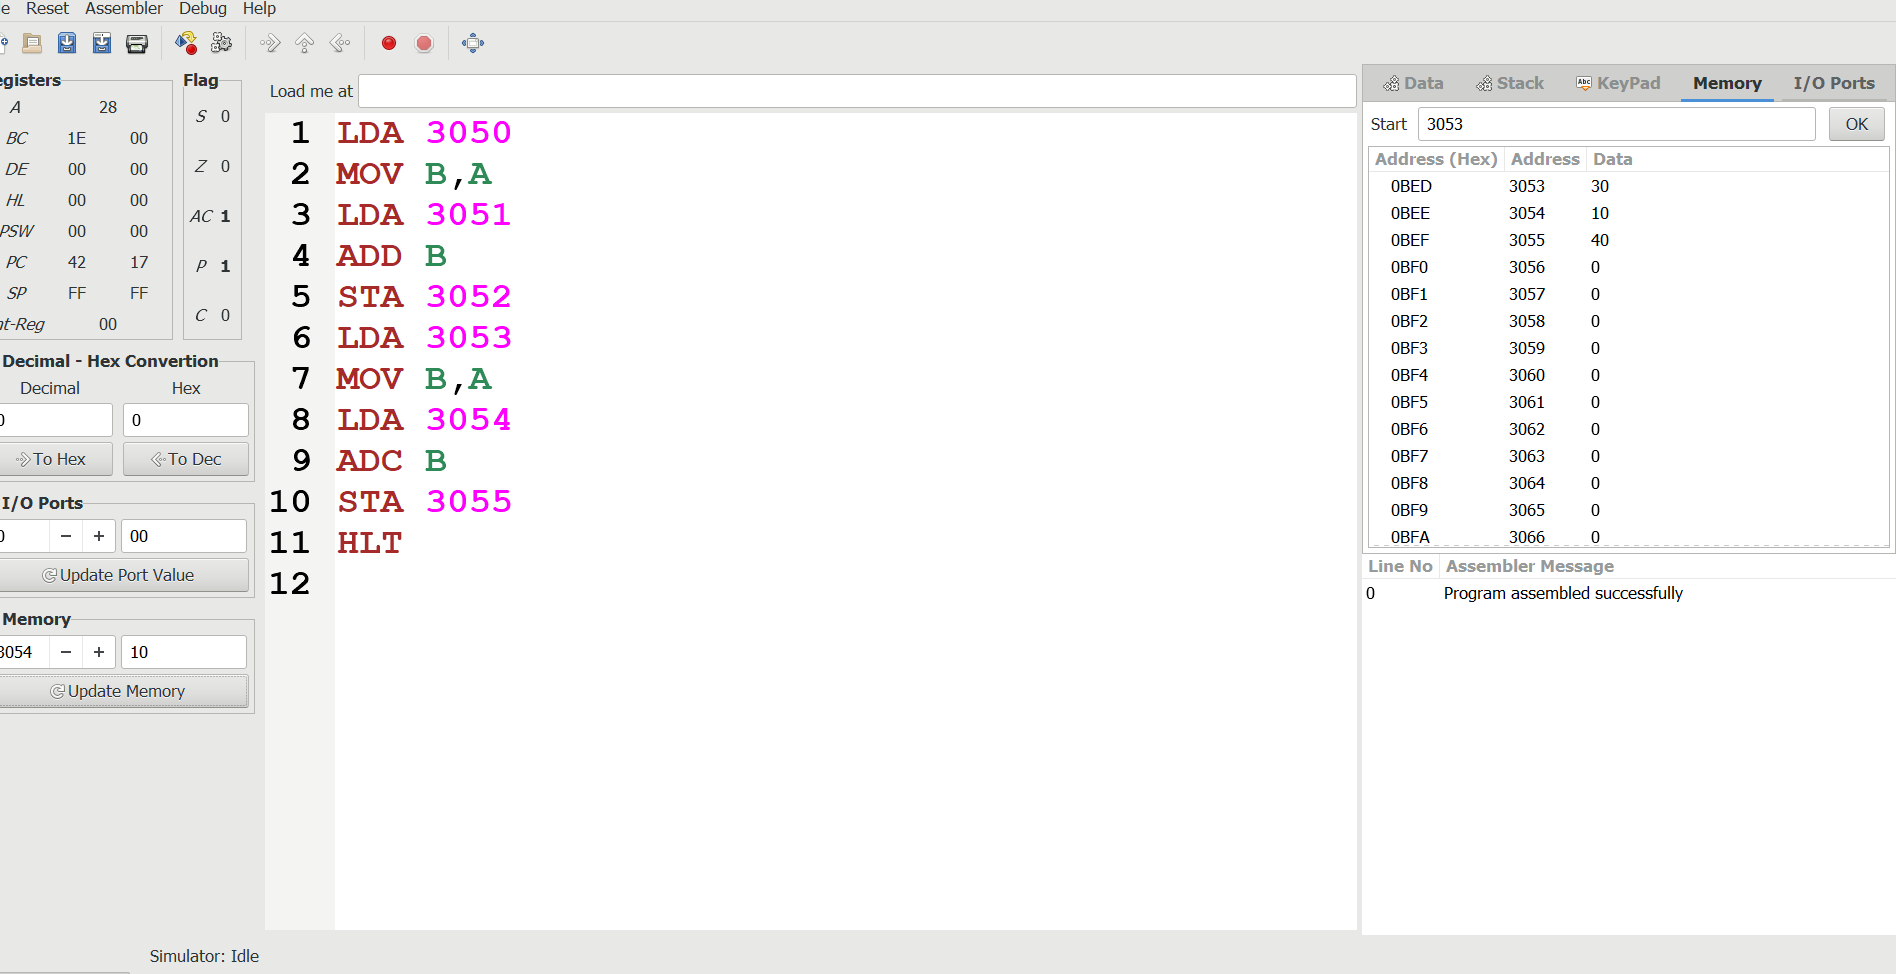 e Reset Assembler Debug Help
egisters
A 28
BC 1E 00
DE 00 00
HL 00 00
PSW 00 00
PC 42 17
SP FF FF
nt-Reg 00
Flag
S 0
Z 0
AC 1
P 1
C 0
Decimal - Hex Convertion
Decimal Hex
0 0
To Hex To Dec
I/O Ports
0 − + 00
Update Port Value
Memory
3054 − + 10
Update Memory
Load me at
1 LDA 3050
2 MOV B,A
3 LDA 3051
4 ADD B
5 STA 3052
6 LDA 3053
7 MOV B,A
8 LDA 3054
9 ADC B
10 STA 3055
11 HLT
12
Data Stack Abc KeyPad Memory I/O Ports
Start 3053 OK
Address (Hex) Address Data
0BED 3053 30
0BEE 3054 10
0BEF 3055 40
0BF0 3056 0
0BF1 3057 0
0BF2 3058 0
0BF3 3059 0
0BF4 3060 0
0BF5 3061 0
0BF6 3062 0
0BF7 3063 0
0BF8 3064 0
0BF9 3065 0
0BFA 3066 0
Line No Assembler Message
0 Program assembled successfully
Simulator: Idle